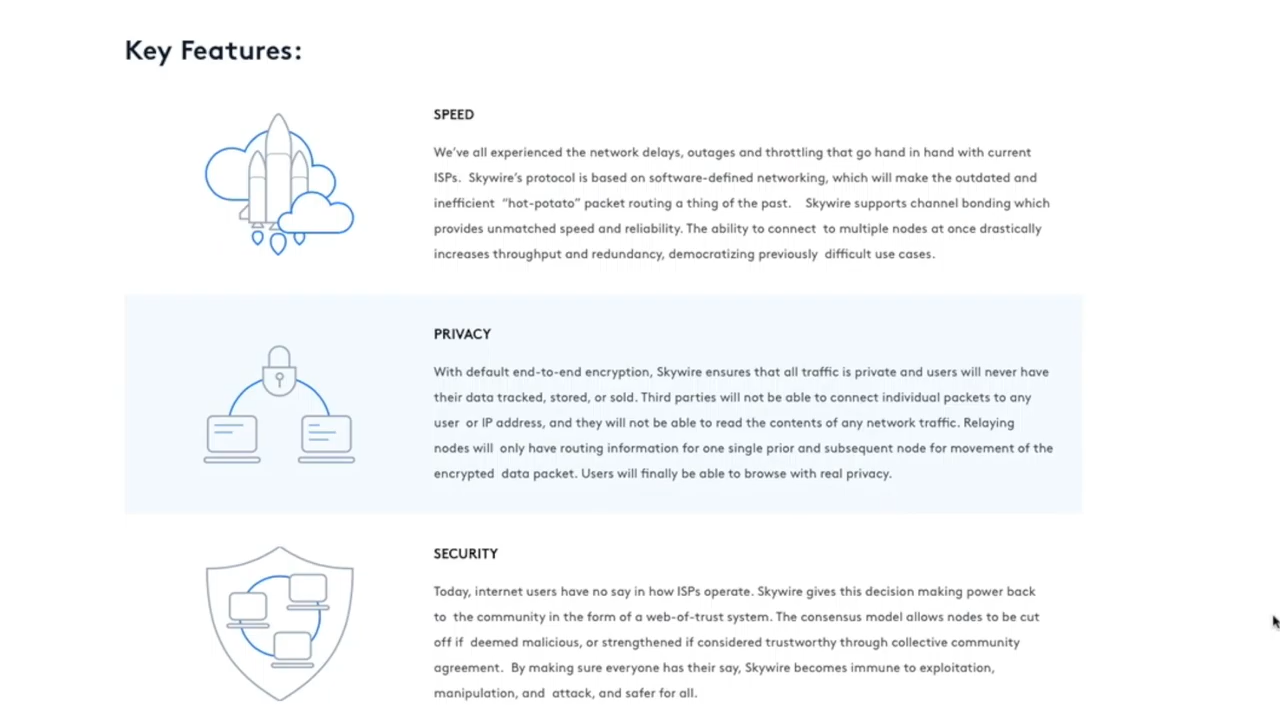 Key Features:
SPEED
We've all experienced the network delays, outages and throttling that go hand in hand with current
ISPs. Skywire's protocol is based on software-defined networking, which will make the outdated and
inefficient "hot-potato" packet routing a thing of the past. Skywire supports channel bonding which
provides unmatched speed and reliability. The ability to connect to multiple nodes at once drastically
increases throughput and redundancy, democratizing previously difficult use cases.
PRIVACY
With default end-to-end encryption, Skywire ensures that all traffic is private and users will never have
their data tracked, stored, or sold. Third parties will not be able to connect individual packets to any
user or IP address, and they will not be able to read the contents of any network traffic. Relaying
nodes will only have routing information for one single prior and subsequent node for movement of the
encrypted data packet. Users will finally be able to browse with real privacy.
SECURITY
Today, internet users have no say in how ISPs operate. Skywire gives this decision making power back
to the community in the form of a web-of-trust system. The consensus model allows nodes to be cut
off if deemed malicious, or strengthened if considered trustworthy through collective community
agreement. By making sure everyone has their say, Skywire becomes immune to exploitation,
manipulation, and attack, and safer for all.